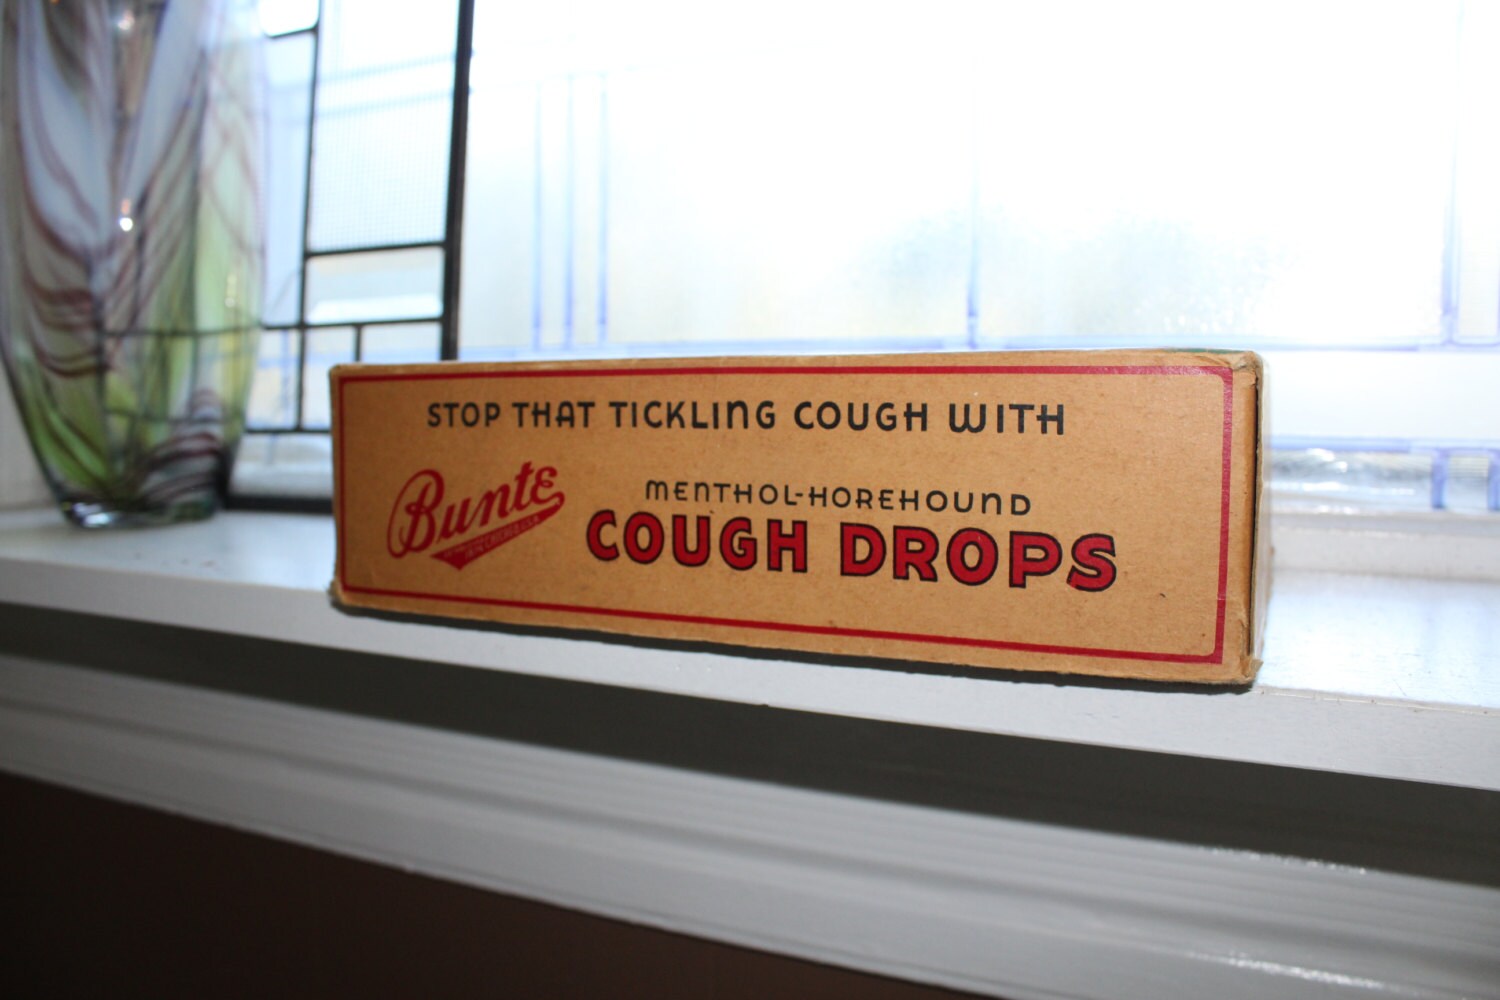 STOP THAT TICKLING COUGH WITH
Bunte
MENTHOL-HOREHOUND
COUGH DROPS